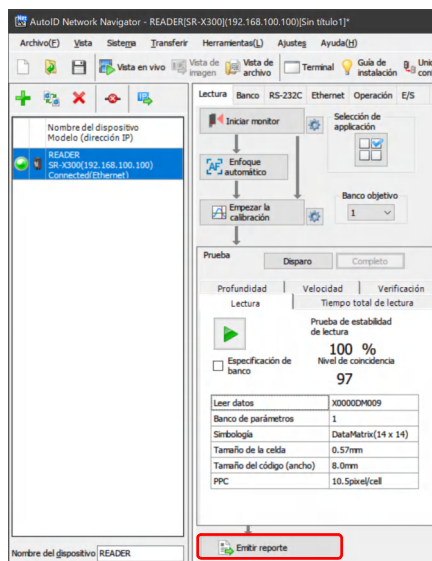 AutoID Network Navigator - READER[SR-X300](192.168.100.100)[Sin título1]*
Archivo(F) Vista Sistema Transferir Herramientas(L) Ajustes Ayuda(H)
Vista en vivo Vista de imagen Vista de archivo Terminal Guía de instalación
Lectura Banco RS-232C Ethernet Operación E/S
Nombre del dispositivo
Modelo (dirección IP)
READER
SR-X300(192.168.100.100)
Connected(Ethernet)
Iniciar monitor
Selección de
aplicación
Enfoque
automático
Empezar la
calibración
Banco objetivo
1
Prueba
Disparo Completo
Profundidad Velocidad Verificación
Lectura Tiempo total de lectura
Prueba de estabilidad
de lectura
100 %
Especificación de
banco
Nivel de coincidencia
97
Leer datos X0000DM009
Banco de parámetros 1
Simbología DataMatrix(14 x 14)
Tamaño de la celda 0.57mm
Tamaño del código (ancho) 8.0mm
PPC 10.5pixel/cell
Emitir reporte
Nombre del dispositivo READER